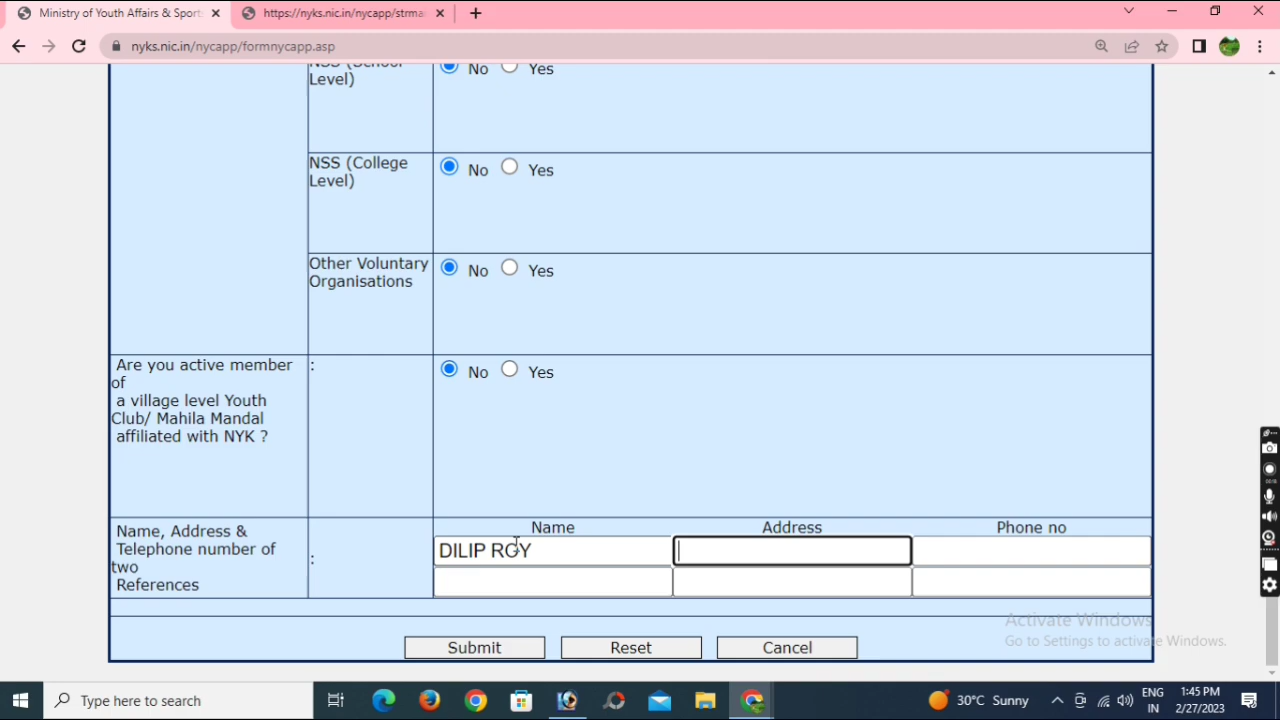 Ministry of Youth Affairs & Sports
https://nyks.nic.in/nycapp/strma
nyks.nic.in/nycapp/formnycapp.asp
NSS (School
Level)
No Yes
NSS (College
Level)
No Yes
Other Voluntary
Organisations
No Yes
Are you active member
of
a village level Youth
Club/ Mahila Mandal
affiliated with NYK ?
:
No Yes
Name, Address &
Telephone number of
two
References
:
Name Address Phone no
DILIP ROY
Submit Reset Cancel
Activate Windows
Go to Settings to activate Windows.
Type here to search
30°C Sunny
ENG
IN
1:45 PM
2/27/2023